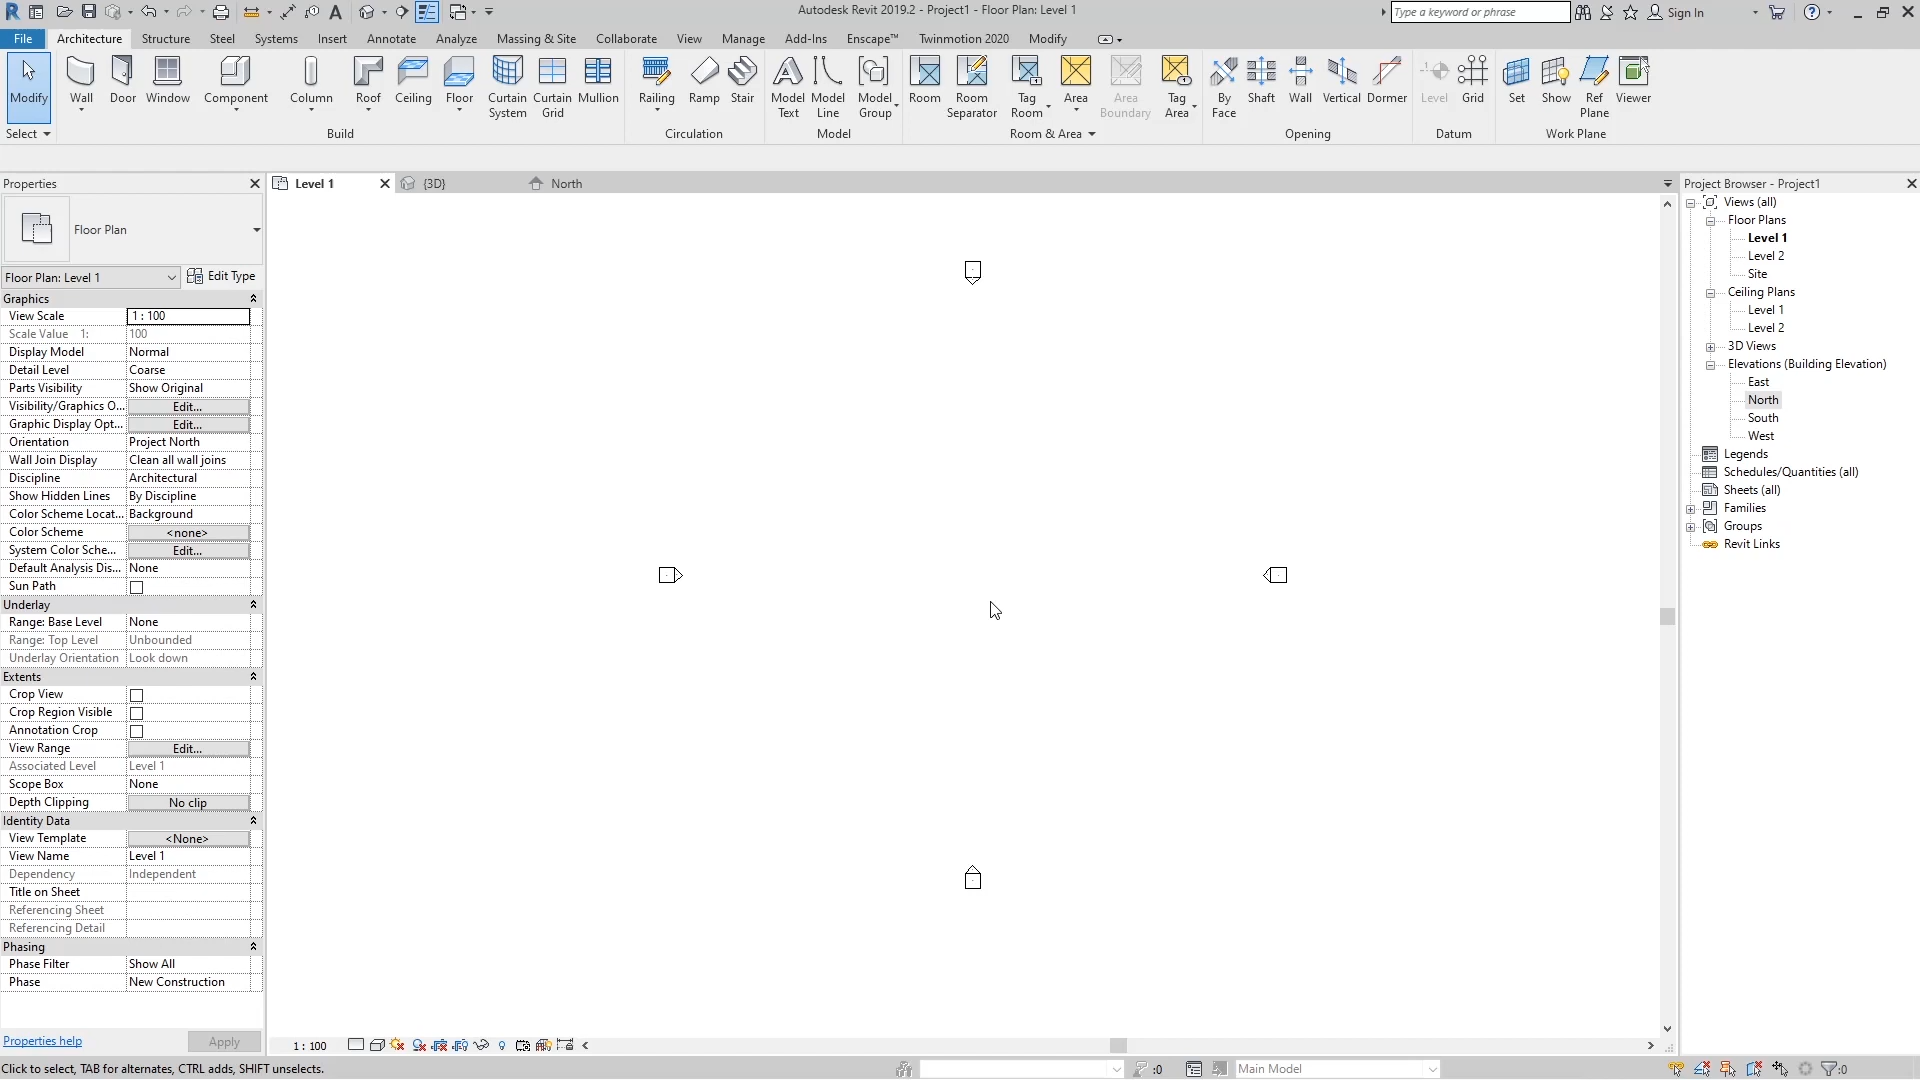 Autodesk Revit 2019.2 - Project1 - Floor Plan: Level 1
Type a keyword or phrase
Sign In
File
Architecture
Structure
Steel
Systems
Insert
Annotate
Analyze
Massing & Site
Collaborate
View
Manage
Add-Ins
Enscape™
Twinmotion 2020
Modify
Modify
Wall
Door
Window
Component
Column
Roof
Ceiling
Floor
Curtain System
Curtain Grid
Mullion
Railing
Ramp
Stair
Model Text
Model Line
Model Group
Room
Room Separator
Tag Room
Area
Area Boundary
Tag Area
By Face
Shaft
Wall
Vertical
Dormer
Level
Grid
Set
Show
Ref Plane
Viewer
Select
Build
Circulation
Model
Room & Area
Opening
Datum
Work Plane
Properties
Level 1
{3D}
North
Project Browser - Project1
Floor Plan
Floor Plan: Level 1
Edit Type
Graphics
View Scale 1 : 100
Scale Value 1: 100
Display Model Normal
Detail Level Coarse
Parts Visibility Show Original
Visibility/Graphics O... Edit...
Graphic Display Opt... Edit...
Orientation Project North
Wall Join Display Clean all wall joins
Discipline Architectural
Show Hidden Lines By Discipline
Color Scheme Locat... Background
Color Scheme <none>
System Color Sche... Edit...
Default Analysis Dis... None
Sun Path
Underlay
Range: Base Level None
Range: Top Level Unbounded
Underlay Orientation Look down
Extents
Crop View
Crop Region Visible
Annotation Crop
View Range Edit...
Associated Level Level 1
Scope Box None
Depth Clipping No clip
Identity Data
View Template <None>
View Name Level 1
Dependency Independent
Title on Sheet
Referencing Sheet
Referencing Detail
Phasing
Phase Filter Show All
Phase New Construction
Properties help
Apply
Views (all)
Floor Plans
Level 1
Level 2
Site
Ceiling Plans
Level 1
Level 2
3D Views
Elevations (Building Elevation)
East
North
South
West
Legends
Schedules/Quantities (all)
Sheets (all)
Families
Groups
Revit Links
1 : 100
Click to select, TAB for alternates, CTRL adds, SHIFT unselects.
:0
Main Model
:0